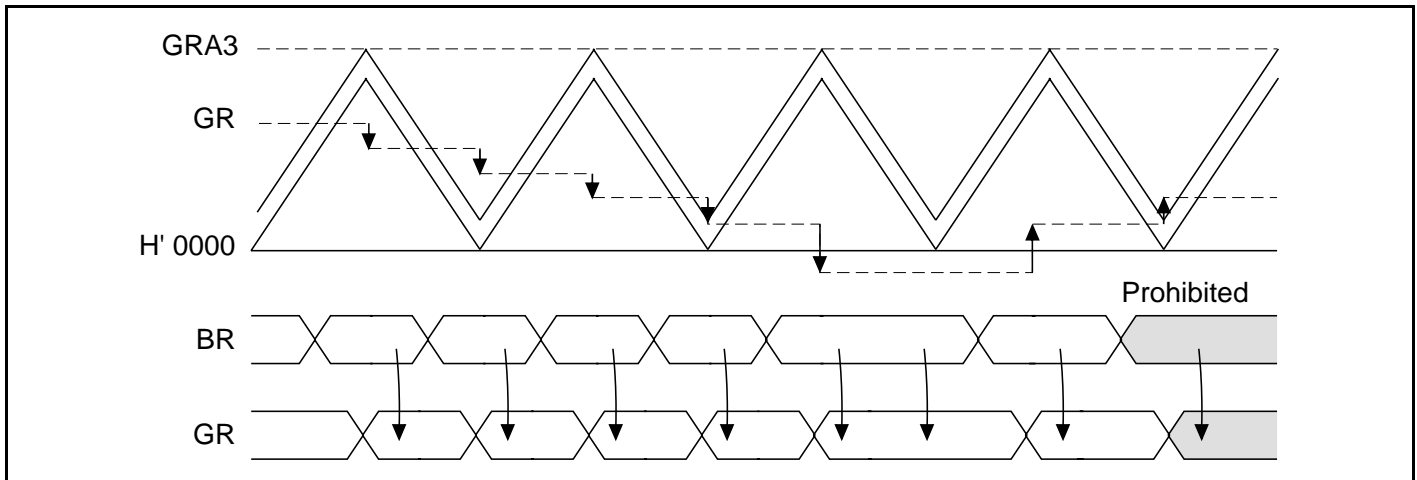 GRA3
GR
H' 0000
Prohibited
BR
GR